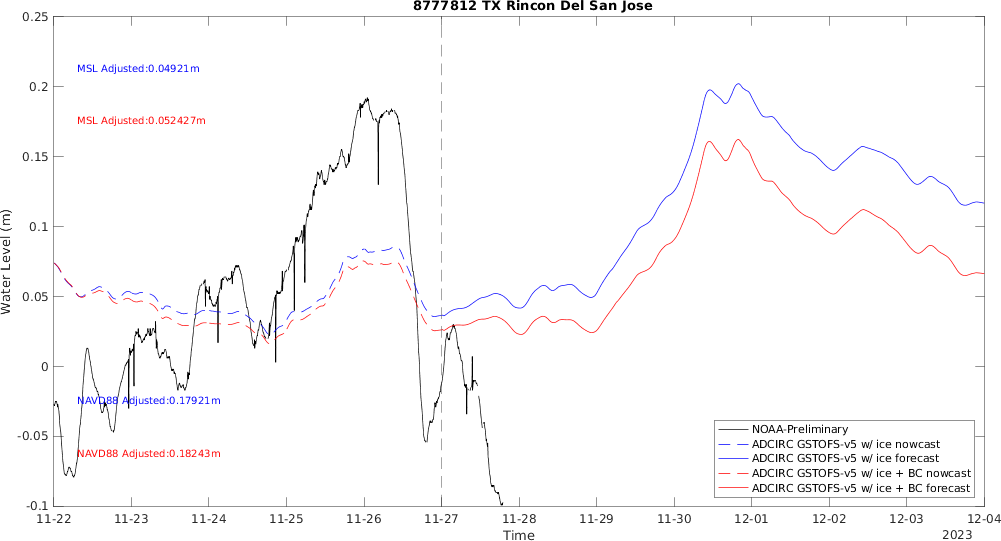 8777812 TX Rincon Del San Jose
0.25
0.2
0.15
0.1
0.05
0
-0.05
-0.1
Water Level (m)
MSL Adjusted:0.04921m
MSL Adjusted:0.052427m
NAVD88 Adjusted:0.17921m
NAVD88 Adjusted:0.18243m
NOAA-Preliminary
ADCIRC GSTOFS-v5 w/ ice nowcast
ADCIRC GSTOFS-v5 w/ ice forecast
ADCIRC GSTOFS-v5 w/ ice + BC nowcast
ADCIRC GSTOFS-v5 w/ ice + BC forecast
11-22 11-23 11-24 11-25 11-26 11-27 11-28 11-29 11-30 12-01 12-02 12-03 12-04
Time
2023